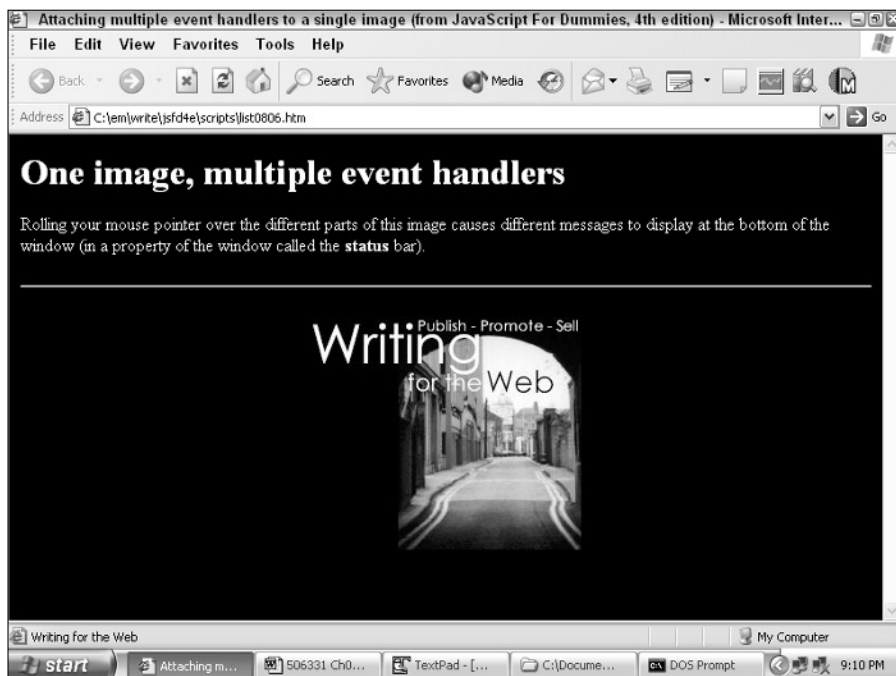 Attaching multiple event handlers to a single image (from JavaScript For Dummies, 4th edition) - Microsoft Inter...
File Edit View Favorites Tools Help
Back Search Favorites Media
Address C:\em\write\jsfd4e\scripts\list0806.htm Go
One image, multiple event handlers
Rolling your mouse pointer over the different parts of this image causes different messages to display at the bottom of the
window (in a property of the window called the status bar).
Publish - Promote - Sell
Writing
for the Web
Writing for the Web My Computer
start Attaching m... 506331 Ch0... TextPad - [... C:\Docume... DOS Prompt 9:10 PM